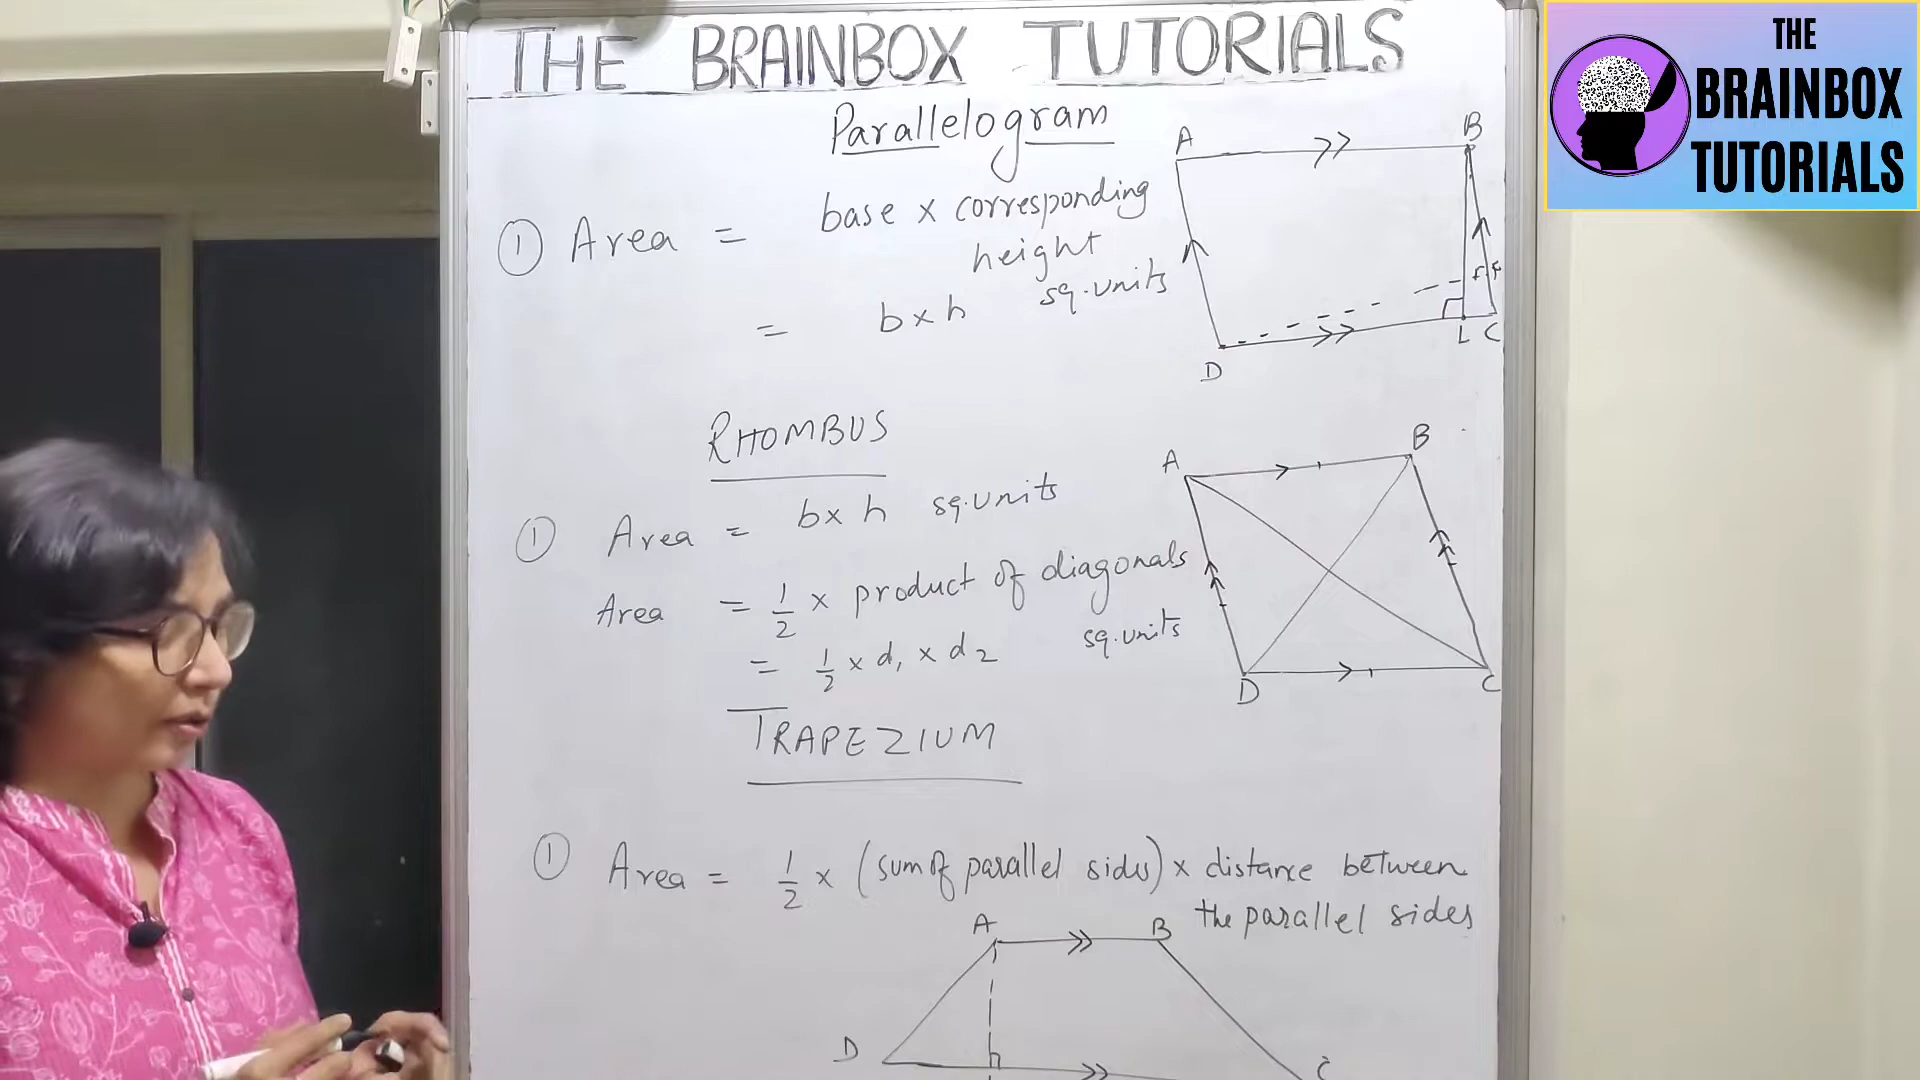 THE BRAINBOX TUTORIALS
THE
BRAINBOX
TUTORIALS
Parallelogram
A
B
① Area = base × corresponding
height
sq.units
= b×h
L C
D
RHOMBUS
A
B
① Area = b×h sq.units
Area = 1/2 × product of diagonals
sq.units
= 1/2 × d₁ × d₂
D
C
TRAPEZIUM
① Area = 1/2 × (sum of parallel sides) × distance between
the parallel sides
A
B
D
C